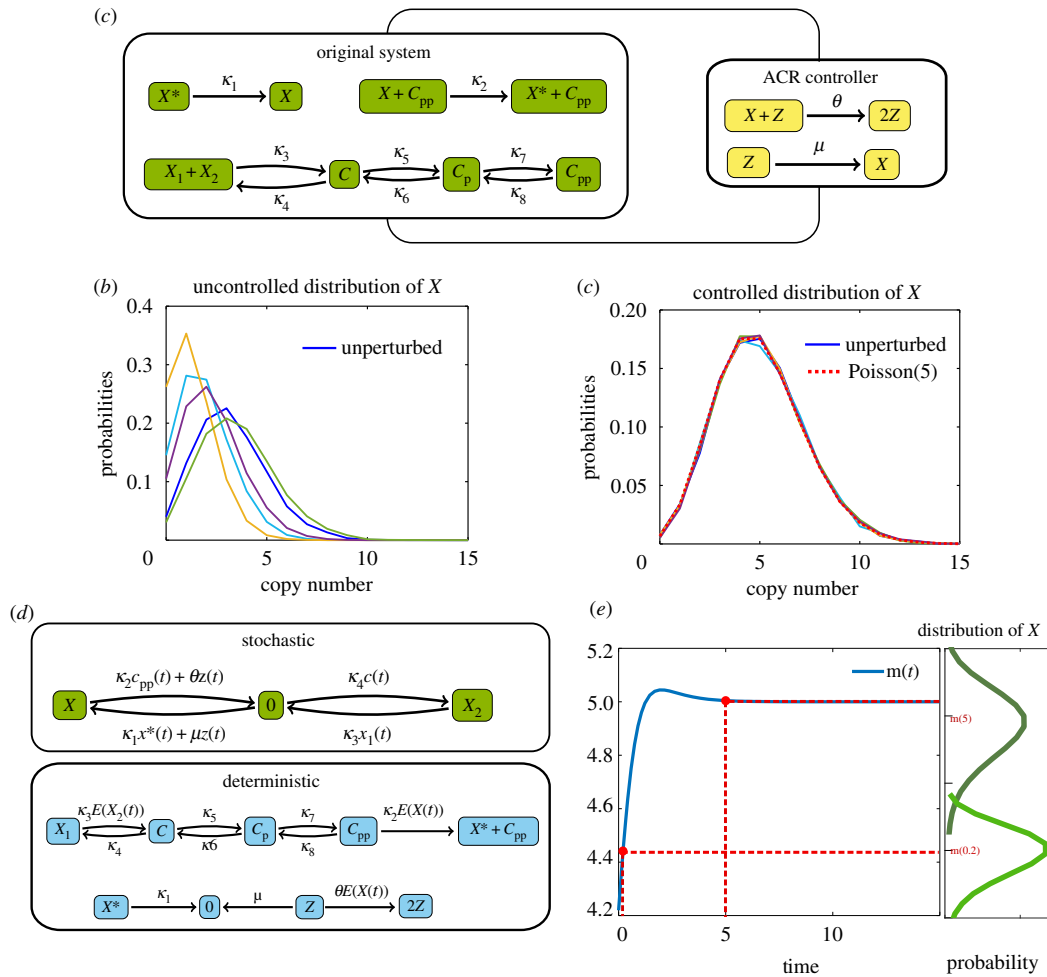 (c)
original system
X* κ1 X
X + Cpp κ2 X* + Cpp
X1 + X2 κ3 κ4 C κ5 κ6 Cp κ7 κ8 Cpp
ACR controller
X + Z θ 2Z
Z μ X
(b) uncontrolled distribution of X
0.4
0.3
0.2
0.1
0 5 10 15
probabilities
copy number
unperturbed
(c) controlled distribution of X
0.20
0.15
0.10
0.05
0 5 10 15
probabilities
copy number
unperturbed
Poisson(5)
(d)
stochastic
κ2cpp(t) + θz(t) κ4c(t)
X 0 X2
κ1x*(t) + μz(t) κ3x1(t)
deterministic
κ3E(X2(t)) κ5 κ7 κ2E(X(t))
X1 C Cp Cpp X* + Cpp
κ4 κ6 κ8
κ1 μ θE(X(t))
X* 0 Z 2Z
(e)
distribution of X
5.2
5.0
4.8
4.6
4.4
4.2
0 5 10
time
m(t)
m(5)
m(0.2)
probability